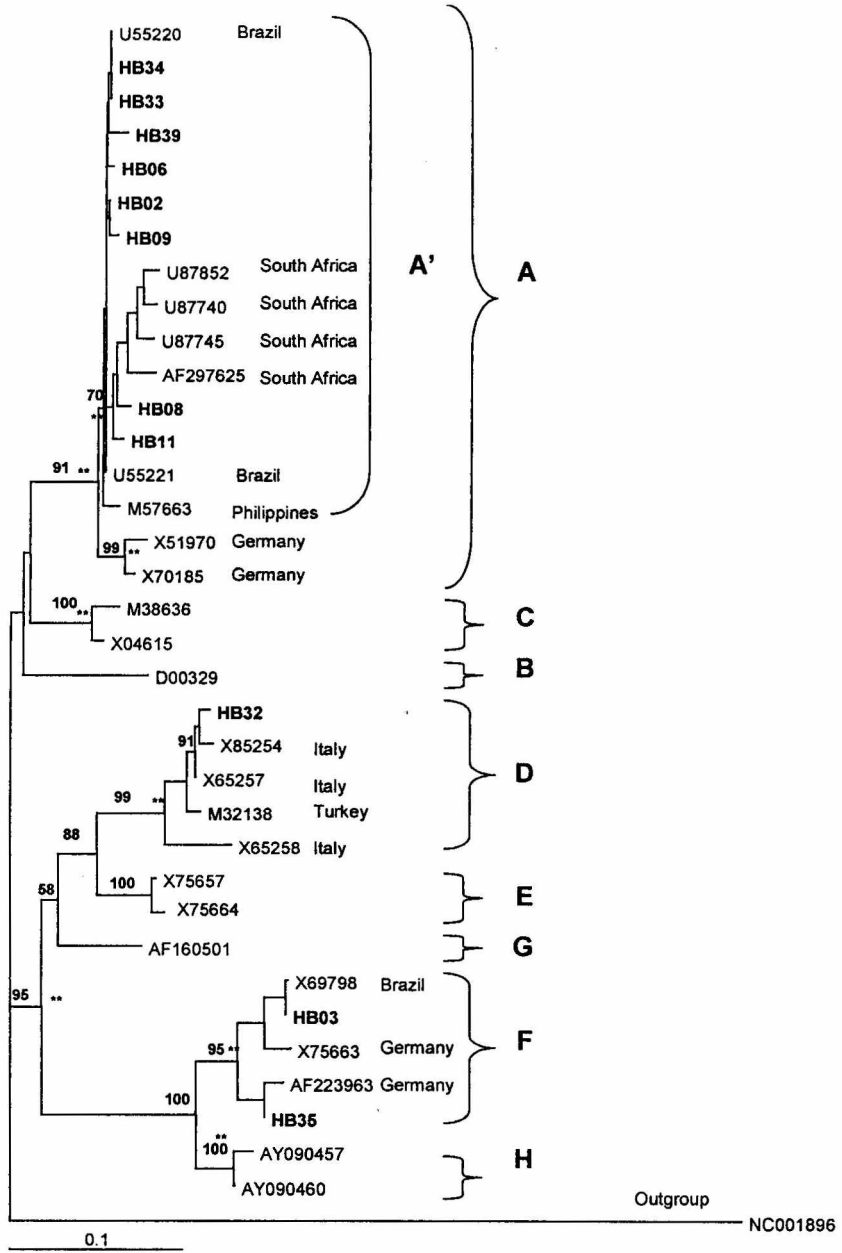 U55220 Brazil
HB34
HB33
HB39
HB06
HB02
HB09
U87852 South Africa
A' A
U87740 South Africa
U87745 South Africa
AF297625 South Africa
70
**
HB08
HB11
91 **
U55221 Brazil
M57663 Philippines
X51970 Germany
99 **
X70185 Germany
100 **
M38636
C
X04615
B
D00329
HB32
91
X85254 Italy
D
X65257 Italy
99 **
M32138 Turkey
88
X65258 Italy
X75657
100
E
X75664
58
AF160501
G
X69798 Brazil
95 **
HB03
F
95 **
X75663 Germany
AF223963 Germany
100
HB35
**
100
AY090457
H
AY090460
Outgroup
NC001896
0.1